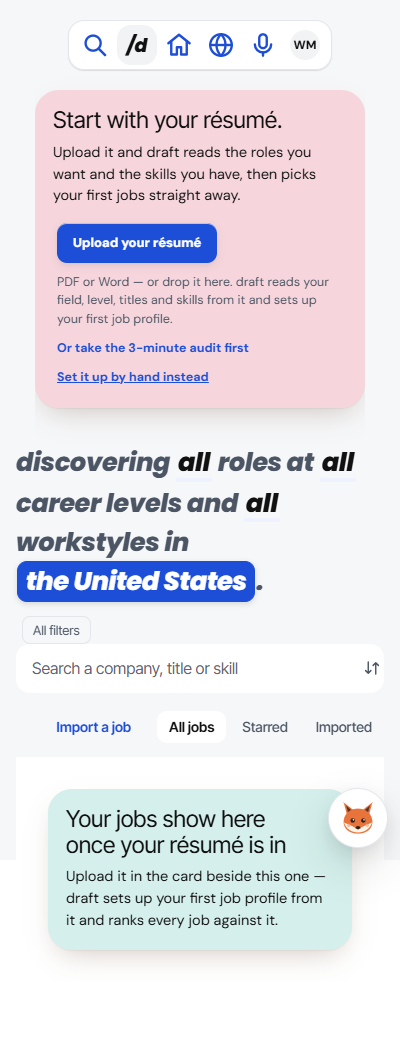 /d
WM
Start with your résumé.
Upload it and draft reads the roles you
want and the skills you have, then picks
your first jobs straight away.
Upload your résumé
PDF or Word — or drop it here. draft reads your
field, level, titles and skills from it and sets up
your first job profile.
Or take the 3-minute audit first
Set it up by hand instead
discovering all roles at all
career levels and all
workstyles in
the United States.
All filters
Search a company, title or skill
Import a job
All jobs
Starred
Imported
Your jobs show here
once your résumé is in
Upload it in the card beside this one —
draft sets up your first job profile from
it and ranks every job against it.